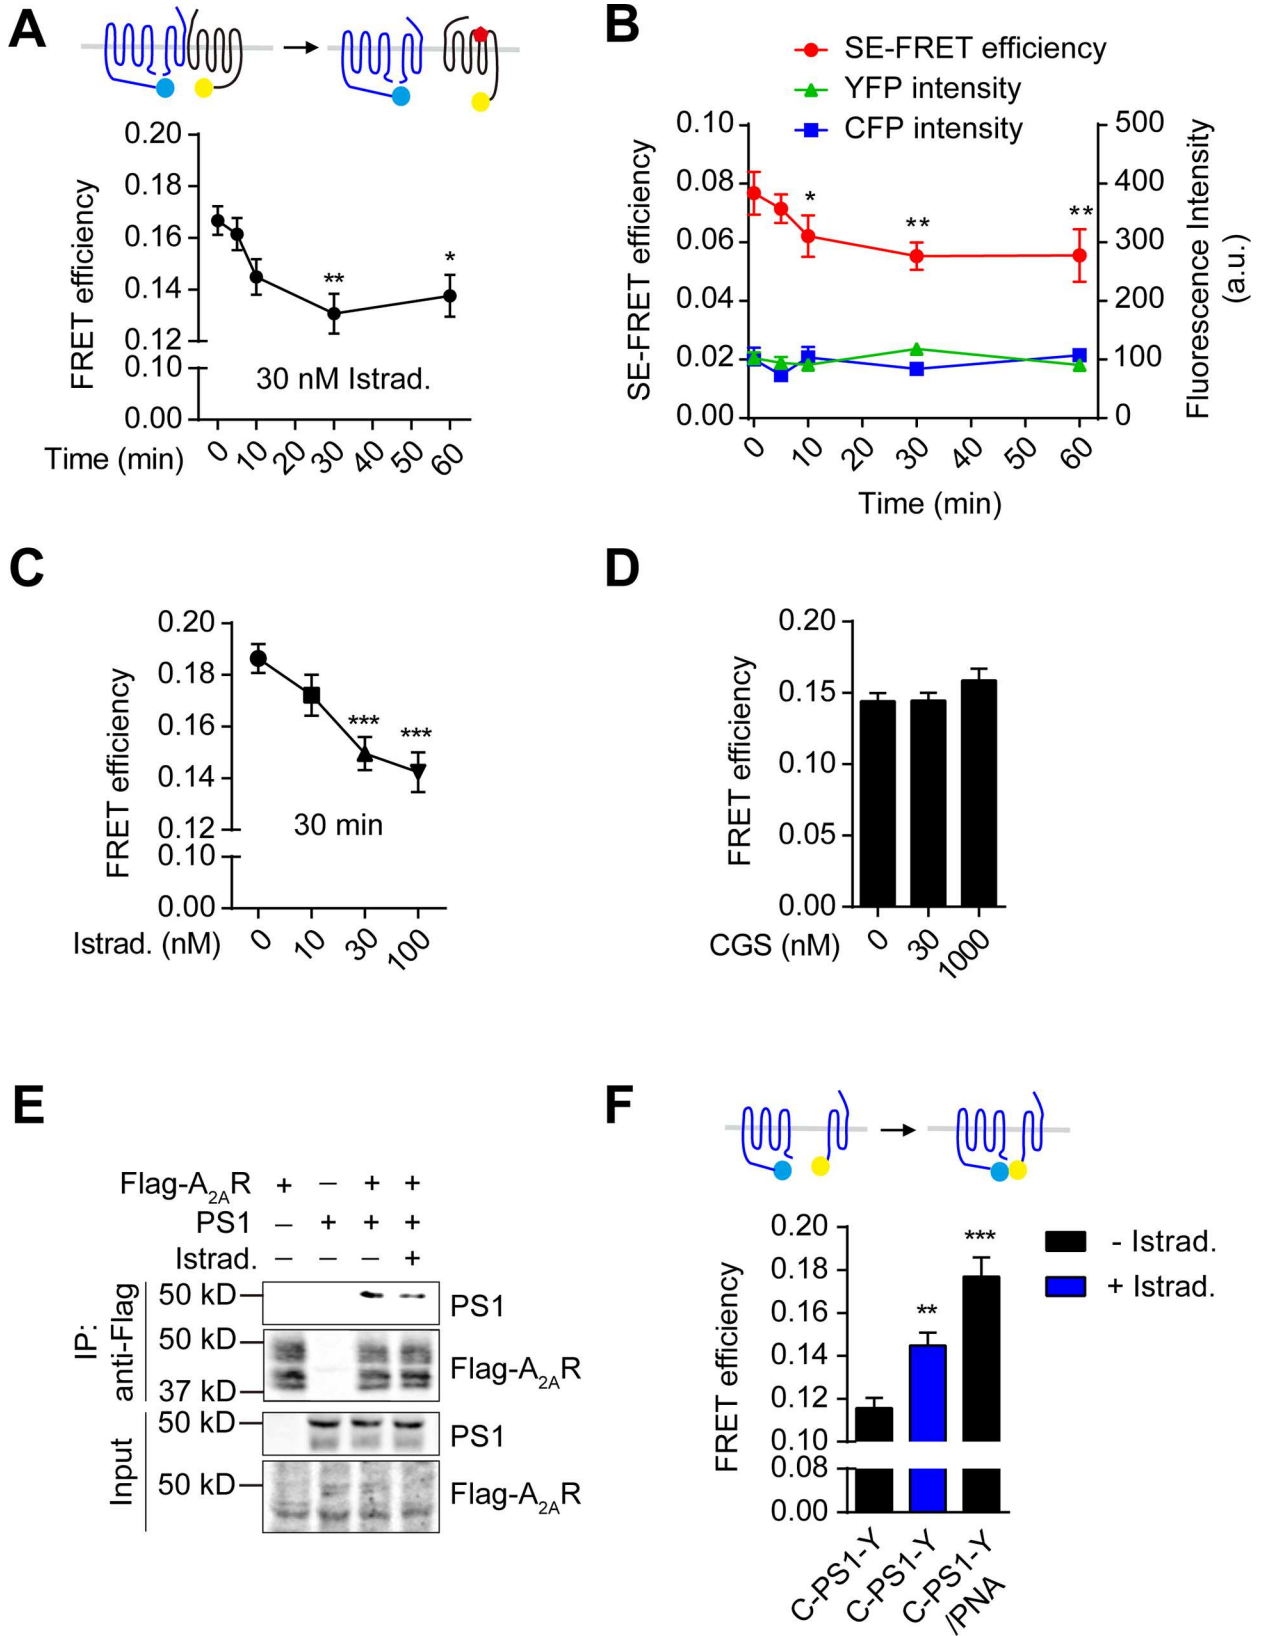 A
0.20
0.18
0.16
0.14
0.12
0.10
0.00
FRET efficiency
**
*
30 nM Istrad.
Time (min)
0 10 20 30 40 50 60
B
SE-FRET efficiency
YFP intensity
CFP intensity
0.10
0.08
0.06
0.04
0.02
0.00
SE-FRET efficiency
*
**
**
500
400
300
200
100
0
Fluorescence Intensity
(a.u.)
0 10 20 30 40 50 60
Time (min)
C
0.20
0.18
0.16
0.14
0.12
0.10
0.00
FRET efficiency
***
***
30 min
Istrad. (nM)
0 10 30 100
D
0.20
0.15
0.10
0.05
0.00
FRET efficiency
CGS (nM)
0 30 1000
E
Flag-A2AR + – + +
PS1 – + + +
Istrad. – – – +
IP:
anti-Flag
50 kD
PS1
50 kD
37 kD
Flag-A2AR
Input
50 kD
PS1
50 kD
Flag-A2AR
F
0.20
0.18
0.16
0.14
0.12
0.10
0.08
0.00
FRET efficiency
**
***
- Istrad.
+ Istrad.
C-PS1-Y
C-PS1-Y
C-PS1-Y
/PNA